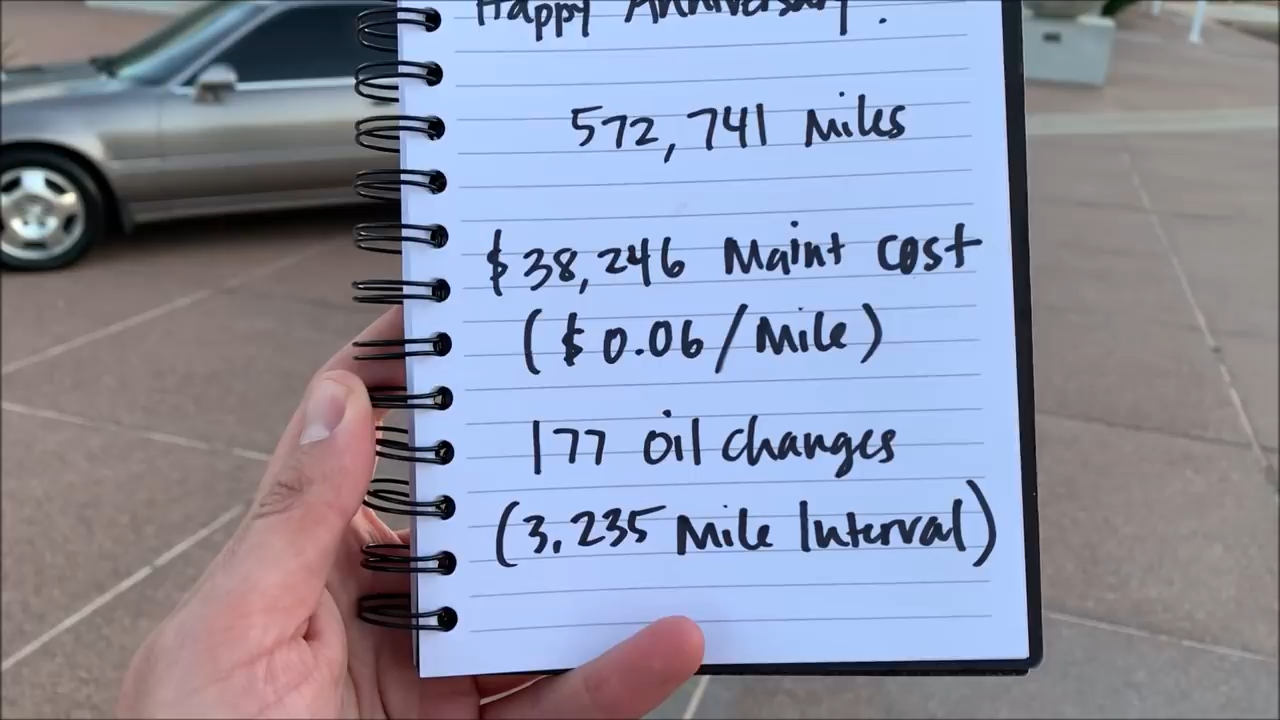 Happy Anniversary!
572,741 Miles
$38,246 Maint cost
($0.06/Mile)
177 oil changes
(3,235 Mile Interval)